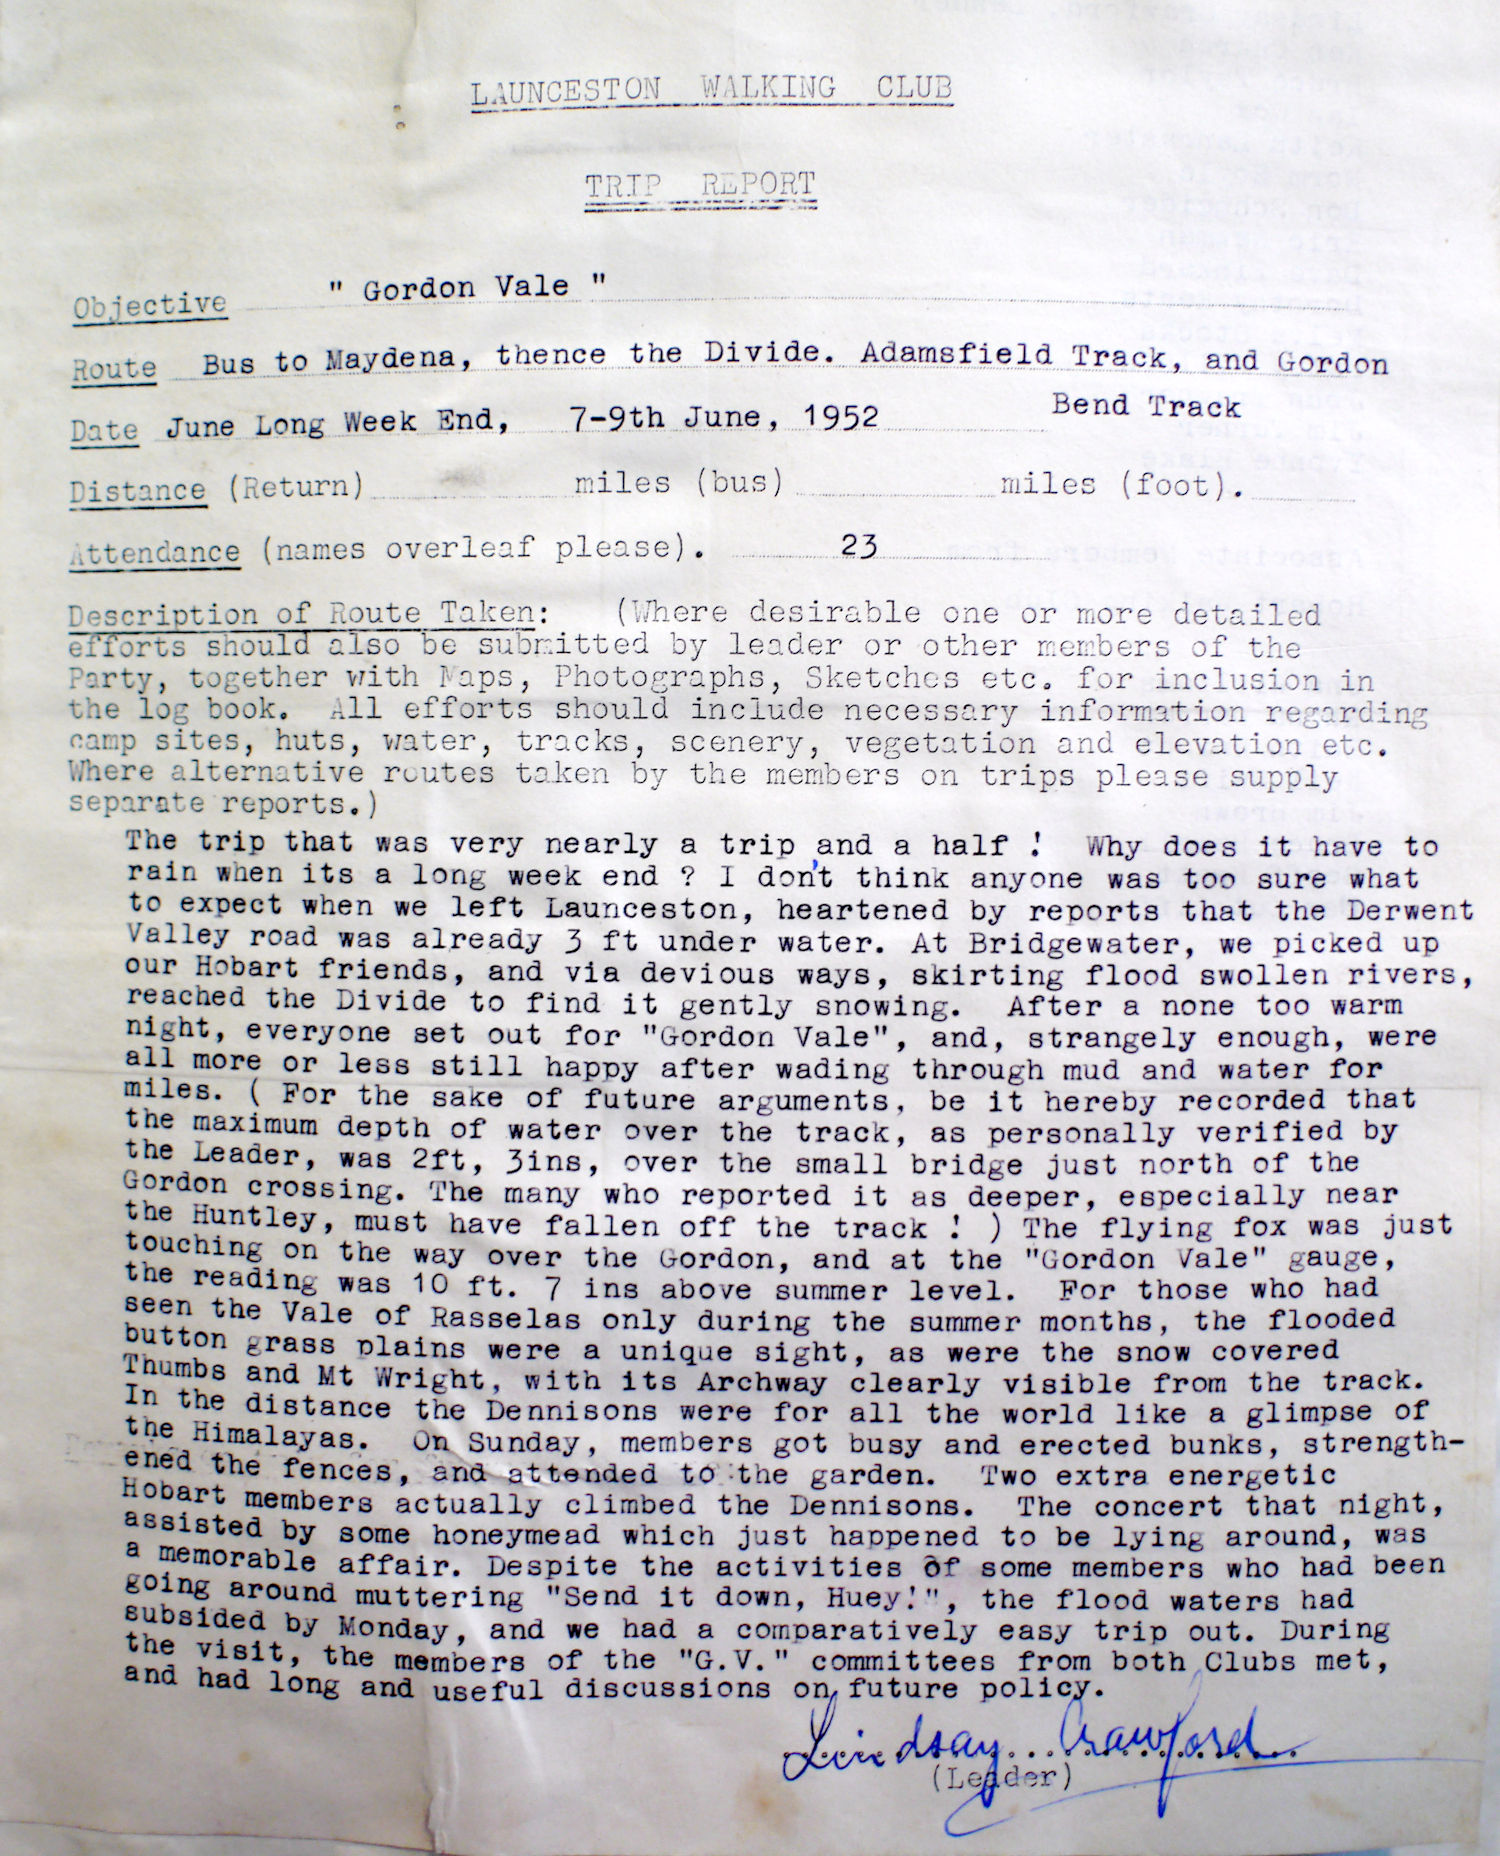 LAUNCESTON WALKING CLUB
TRIP REPORT
Objective " Gordon Vale "
Route Bus to Maydena, thence the Divide. Adamsfield Track, and Gordon
Bend Track
Date June Long Week End, 7-9th June, 1952
Distance (Return) miles (bus) miles (foot).
Attendance (names overleaf please). 23
Description of Route Taken: (Where desirable one or more detailed
efforts should also be submitted by leader or other members of the
Party, together with Maps, Photographs, Sketches etc. for inclusion in
the log book. All efforts should include necessary information regarding
camp sites, huts, water, tracks, scenery, vegetation and elevation etc.
Where alternative routes taken by the members on trips please supply
separate reports.)
The trip that was very nearly a trip and a half ! Why does it have to
rain when its a long week end ? I don't think anyone was too sure what
to expect when we left Launceston, heartened by reports that the Derwent
Valley road was already 3 ft under water. At Bridgewater, we picked up
our Hobart friends, and via devious ways, skirting flood swollen rivers,
reached the Divide to find it gently snowing. After a none too warm
night, everyone set out for "Gordon Vale", and, strangely enough, were
all more or less still happy after wading through mud and water for
miles. ( For the sake of future arguments, be it hereby recorded that
the maximum depth of water over the track, as personally verified by
the Leader, was 2ft, 3ins, over the small bridge just north of the
Gordon crossing. The many who reported it as deeper, especially near
the Huntley, must have fallen off the track ! ) The flying fox was just
touching on the way over the Gordon, and at the "Gordon Vale" gauge,
the reading was 10 ft. 7 ins above summer level. For those who had
seen the Vale of Rasselas only during the summer months, the flooded
button grass plains were a unique sight, as were the snow covered
Thumbs and Mt Wright, with its Archway clearly visible from the track.
In the distance the Dennisons were for all the world like a glimpse of
the Himalayas. On Sunday, members got busy and erected bunks, strength-
ened the fences, and attended to the garden. Two extra energetic
Hobart members actually climbed the Dennisons. The concert that night,
assisted by some honeymead which just happened to be lying around, was
a memorable affair. Despite the activities of some members who had been
going around muttering "Send it down, Huey!", the flood waters had
subsided by Monday, and we had a comparatively easy trip out. During
the visit, the members of the "G.V." committees from both Clubs met,
and had long and useful discussions on future policy.
Lindsay Crawford
(Leader)